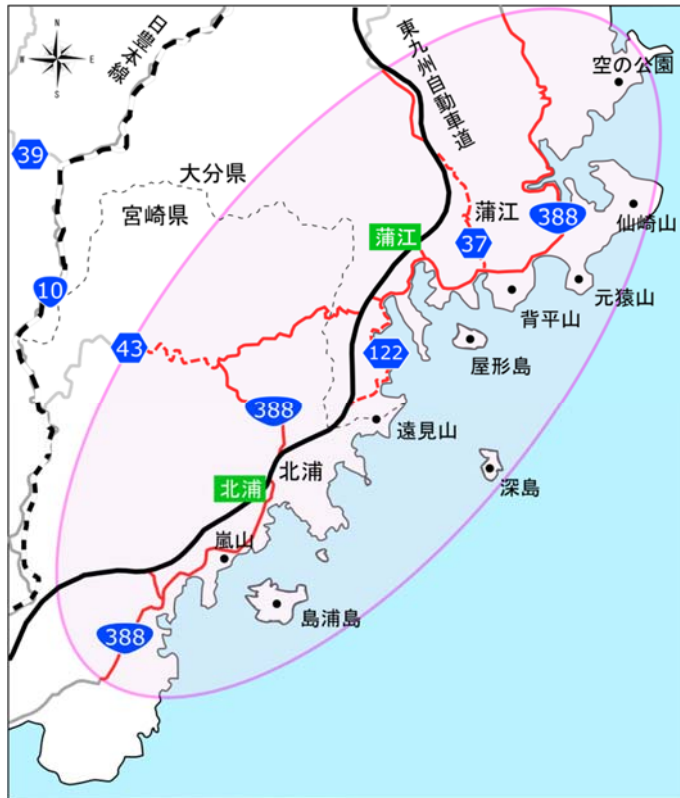 N
W
E
S
日豊本線
東九州自動車道
空の公園
39
大分県
宮崎県
蒲江
388
仙崎山
蒲江
37
10
元猿山
背平山
43
122
屋形島
388
遠見山
北浦
北浦
深島
嵐山
島浦島
388